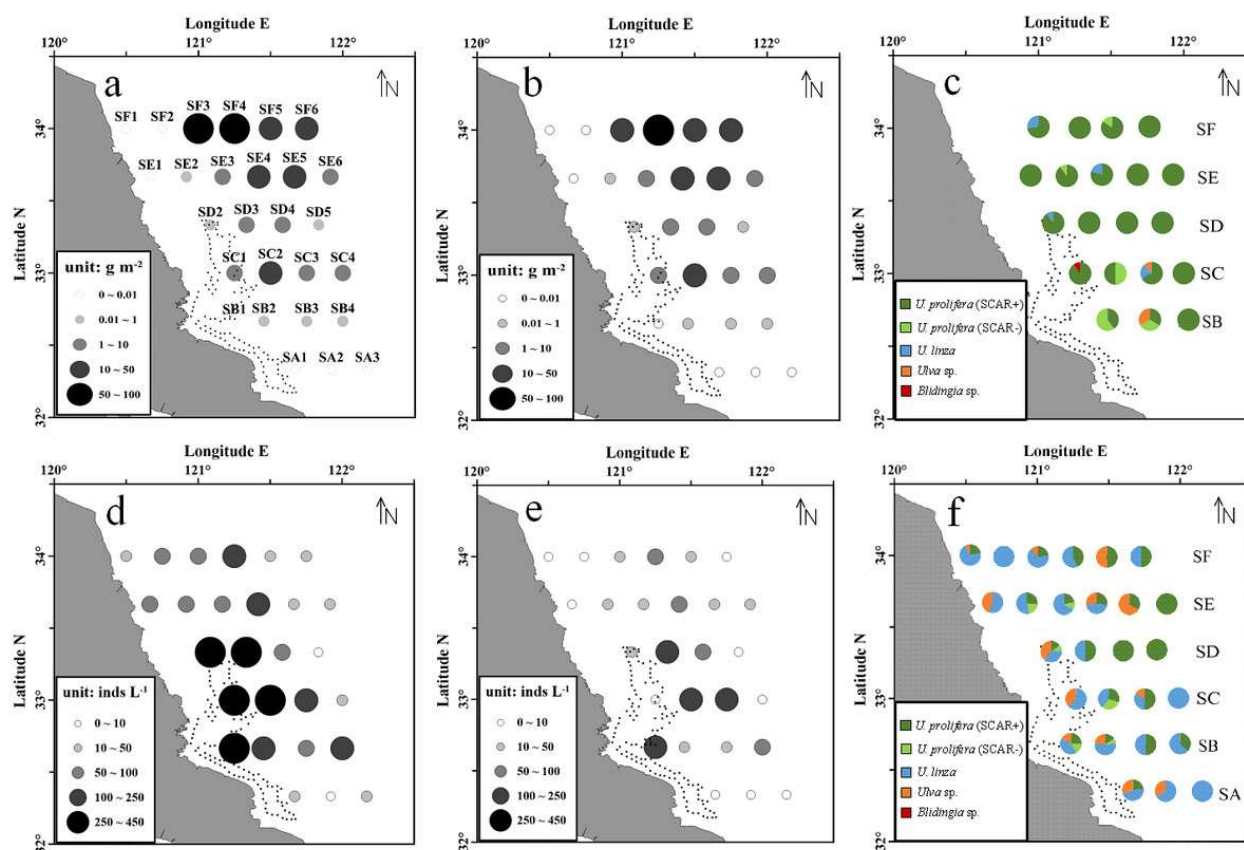 Longitude E
120°
121°
122°
a
N
SF1 SF2 SF3 SF4 SF5 SF6
SE1 SE2 SE3 SE4 SE5 SE6
SD2 SD3 SD4 SD5
SC1 SC2 SC3 SC4
SB1 SB2 SB3 SB4
SA1 SA2 SA3
Latitude N
34°
33°
32°
unit: g m⁻²
0 ~ 0.01
0.01 ~ 1
1 ~ 10
10 ~ 50
50 ~ 100
Longitude E
120°
121°
122°
b
N
Latitude N
34°
33°
32°
unit: g m⁻²
0 ~ 0.01
0.01 ~ 1
1 ~ 10
10 ~ 50
50 ~ 100
Longitude E
120°
121°
122°
c
N
SF
SE
SD
SC
SB
Latitude N
34°
33°
32°
U. prolifera (SCAR+)
U. prolifera (SCAR-)
U. linza
Ulva sp.
Blidingia sp.
Longitude E
120°
121°
122°
d
N
Latitude N
34°
33°
32°
unit: inds L⁻¹
0 ~ 10
10 ~ 50
50 ~ 100
100 ~ 250
250 ~ 450
Longitude E
120°
121°
122°
e
N
Latitude N
34°
33°
32°
unit: inds L⁻¹
0 ~ 10
10 ~ 50
50 ~ 100
100 ~ 250
250 ~ 450
Longitude E
120°
121°
122°
f
N
SF
SE
SD
SC
SB
SA
Latitude N
34°
33°
32°
U. prolifera (SCAR+)
U. prolifera (SCAR-)
U. linza
Ulva sp.
Blidingia sp.